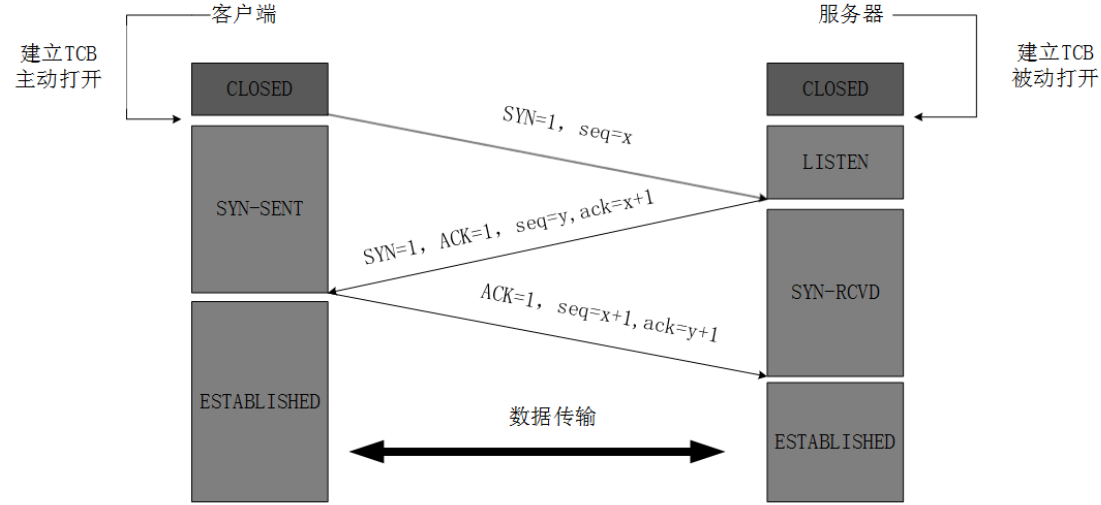 客户端
服务器
建立TCB
主动打开
建立TCB
被动打开
CLOSED
CLOSED
SYN=1, seq=x
LISTEN
SYN-SENT
SYN=1, ACK=1, seq=y,ack=x+1
SYN-RCVD
ACK=1, seq=x+1,ack=y+1
ESTABLISHED
数据传输
ESTABLISHED